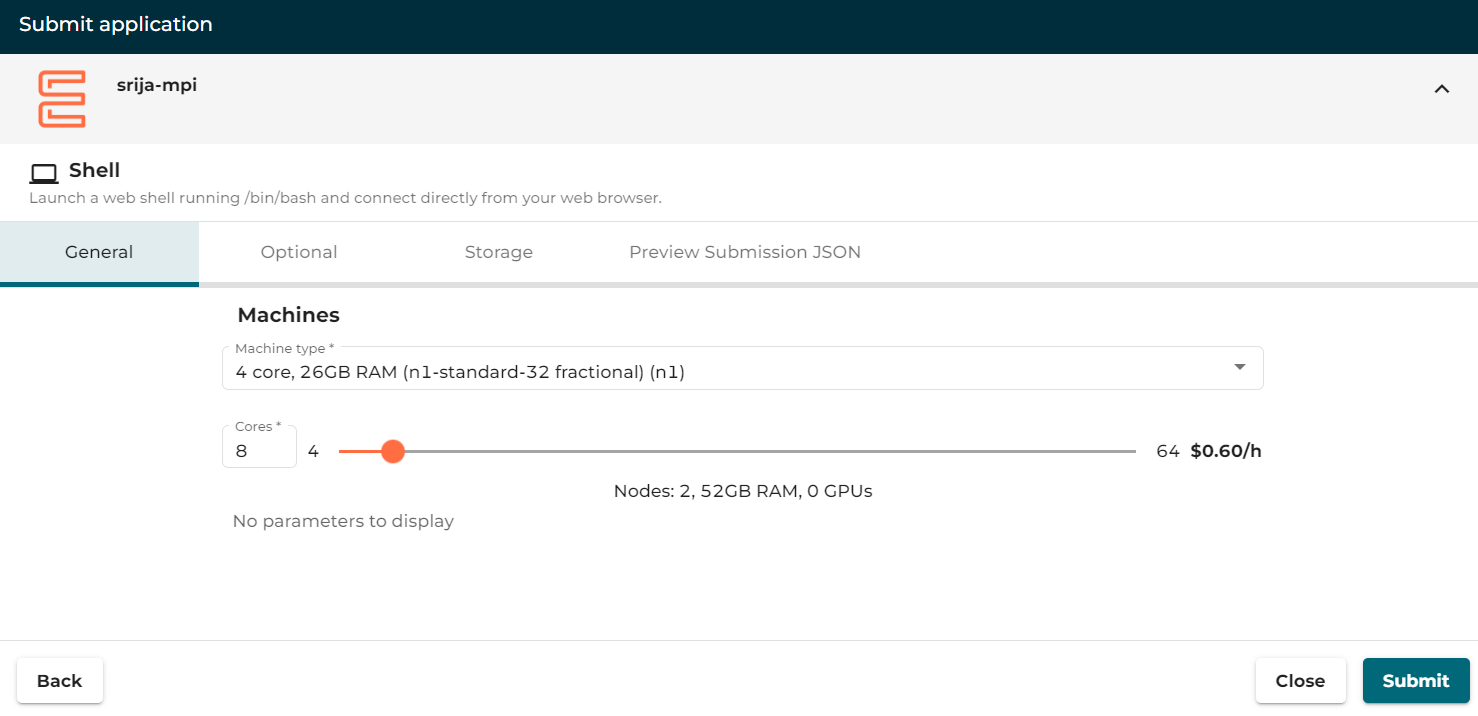 Submit application
srija-mpi
Shell
Launch a web shell running /bin/bash and connect directly from your web browser.
General Optional Storage Preview Submission JSON
Machines
Machine type *
4 core, 26GB RAM (n1-standard-32 fractional) (n1)
Cores *
8 4 64 $0.60/h
Nodes: 2, 52GB RAM, 0 GPUs
No parameters to display
Back Close Submit